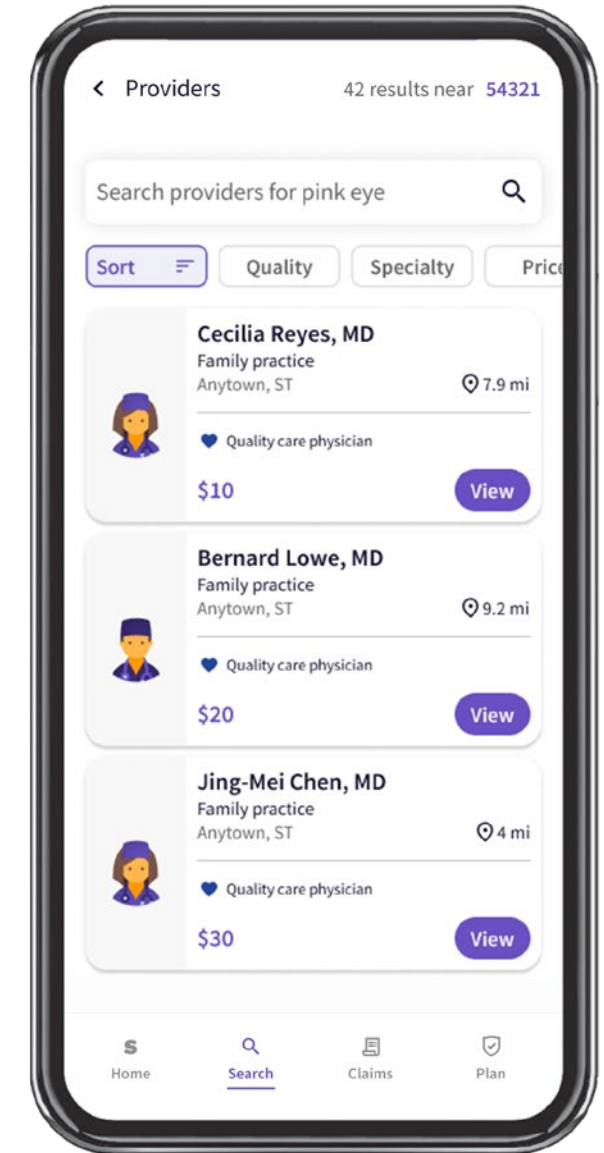 Providers 42 results near 54321
Search providers for pink eye
Sort Quality Specialty Price
Cecilia Reyes, MD
Family practice
Anytown, ST 7.9 mi
Quality care physician
$10 View
Bernard Lowe, MD
Family practice
Anytown, ST 9.2 mi
Quality care physician
$20 View
Jing-Mei Chen, MD
Family practice
Anytown, ST 4 mi
Quality care physician
$30 View
S
Home Search Claims Plan